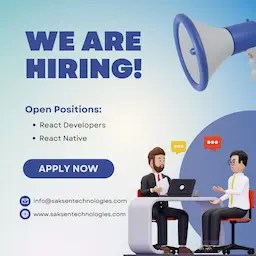 WE ARE
HIRING!
Open Positions:
React Developers
React Native
APPLY NOW
info@saksentechnologies.com
www.saksentechnologies.com